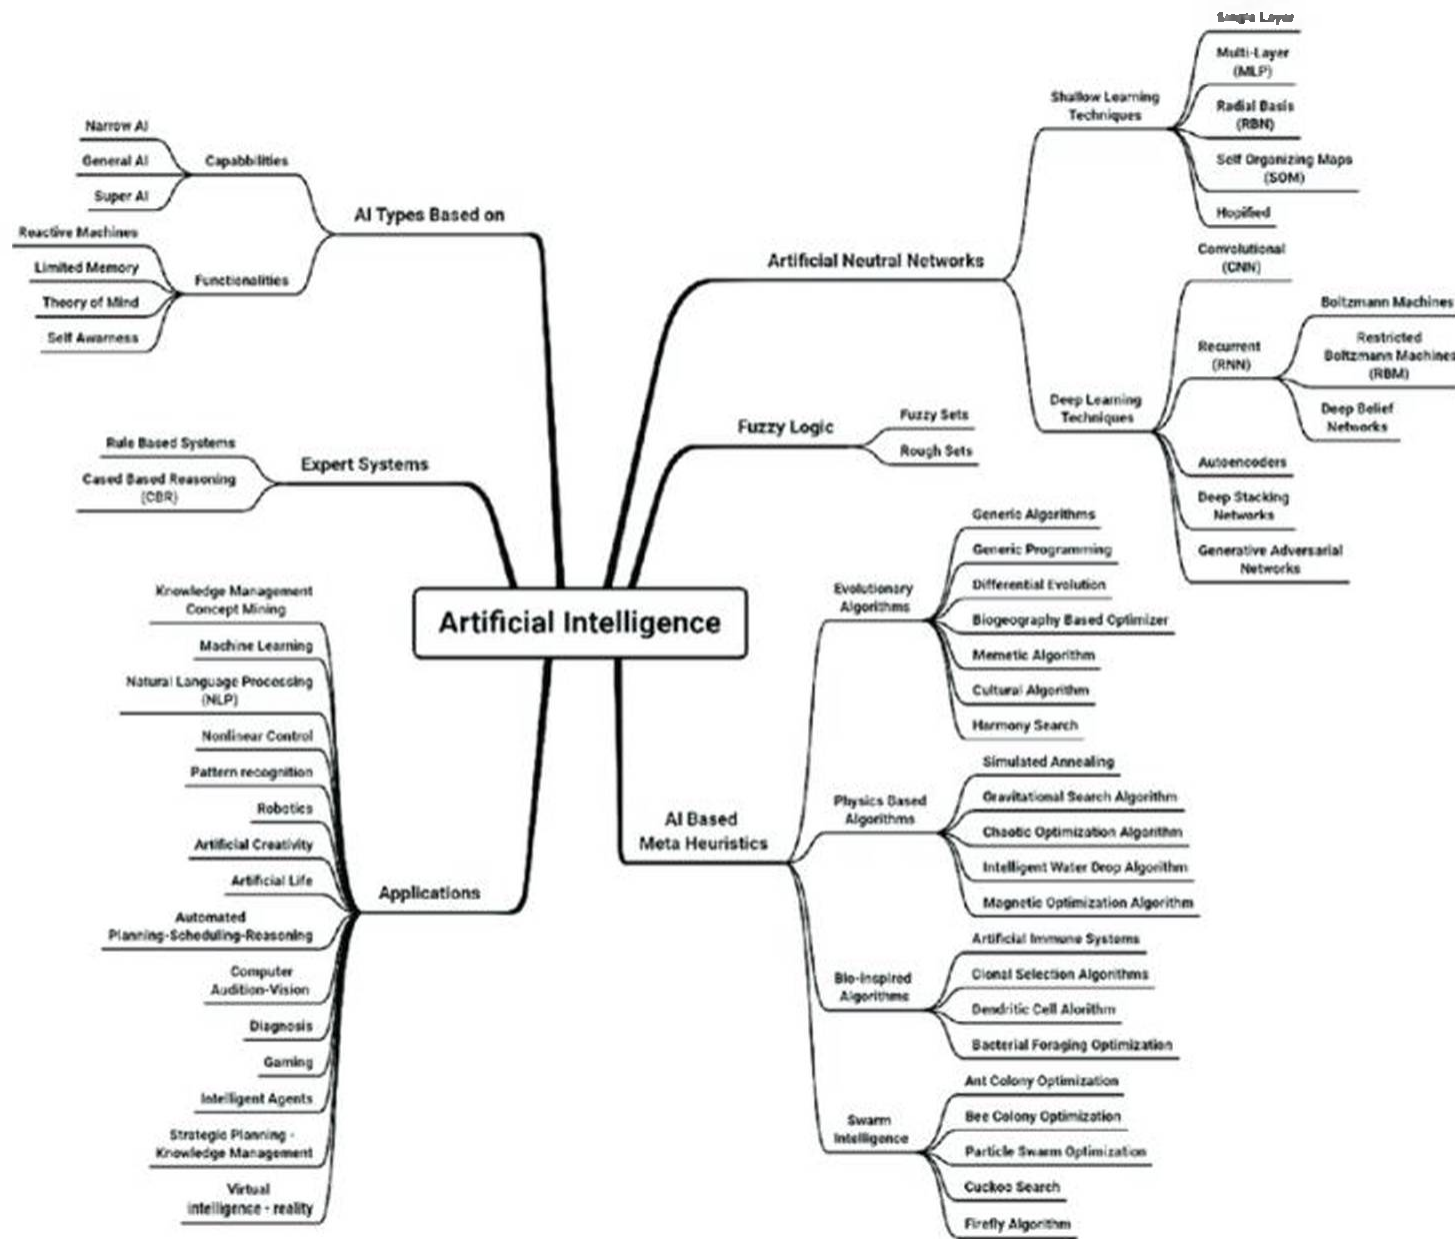 Single Layer
Multi-Layer
(MLP)
Radial Basis
(RBN)
Self Organizing Maps
(SOM)
Hopified
Shallow Learning
Techniques
Artificial Neutral Networks
Convolutional
(CNN)
Boltzmann Machines
Recurrent
(RNN)
Restricted
Boltzmann Machines
(RBM)
Deep Belief
Networks
Deep Learning
Techniques
Autoencoders
Deep Stacking
Networks
Generative Adversarial
Networks
Narrow AI
General AI
Super AI
Capabbilities
AI Types Based on
Reactive Machines
Limited Memory
Theory of Mind
Self Awarness
Functionalities
Fuzzy Logic
Fuzzy Sets
Rough Sets
Rule Based Systems
Cased Based Reasoning
(CBR)
Expert Systems
Artificial Intelligence
Evolutionary
Algorithms
Generic Algorithms
Generic Programming
Differential Evolution
Biogeography Based Optimizer
Memetic Algorithm
Cultural Algorithm
Harmony Search
AI Based
Meta Heuristics
Physics Based
Algorithms
Simulated Annealing
Gravitational Search Algorithm
Chaotic Optimization Algorithm
Intelligent Water Drop Algorithm
Magnetic Optimization Algorithm
Bio-inspired
Algorithms
Artificial Immune Systems
Clonal Selection Algorithms
Dendritic Cell Alorithm
Bacterial Foraging Optimization
Swarm
Intelligence
Ant Colony Optimization
Bee Colony Optimization
Particle Swarm Optimization
Cuckoo Search
Firefly Algorithm
Knowledge Management
Concept Mining
Machine Learning
Natural Language Processing
(NLP)
Nonlinear Control
Pattern recognition
Robotics
Artificial Creativity
Artificial Life
Applications
Automated
Planning-Scheduling-Reasoning
Computer
Audition-Vision
Diagnosis
Gaming
Intelligent Agents
Strategic Planning -
Knowledge Management
Virtual
intelligence - reality